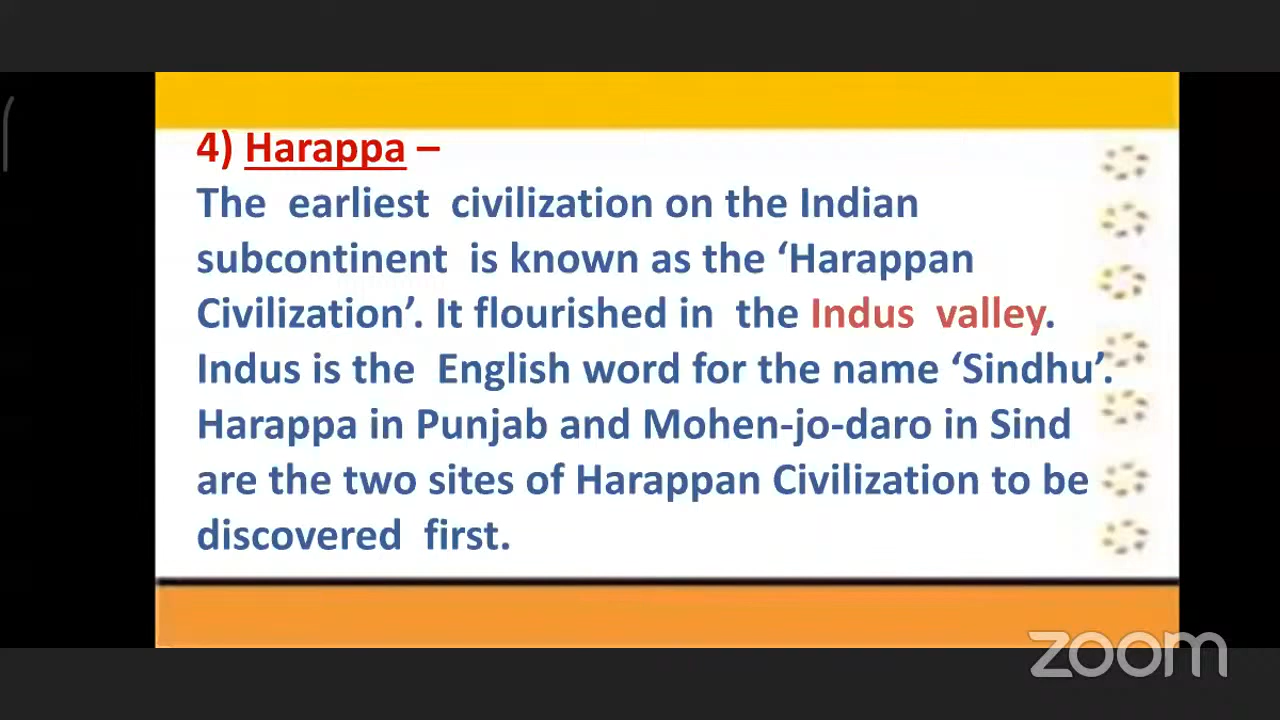 4) Harappa –
The earliest civilization on the Indian
subcontinent is known as the ‘Harappan
Civilization’. It flourished in the Indus valley.
Indus is the English word for the name ‘Sindhu’.
Harappa in Punjab and Mohen-jo-daro in Sind
are the two sites of Harappan Civilization to be
discovered first.
zoom